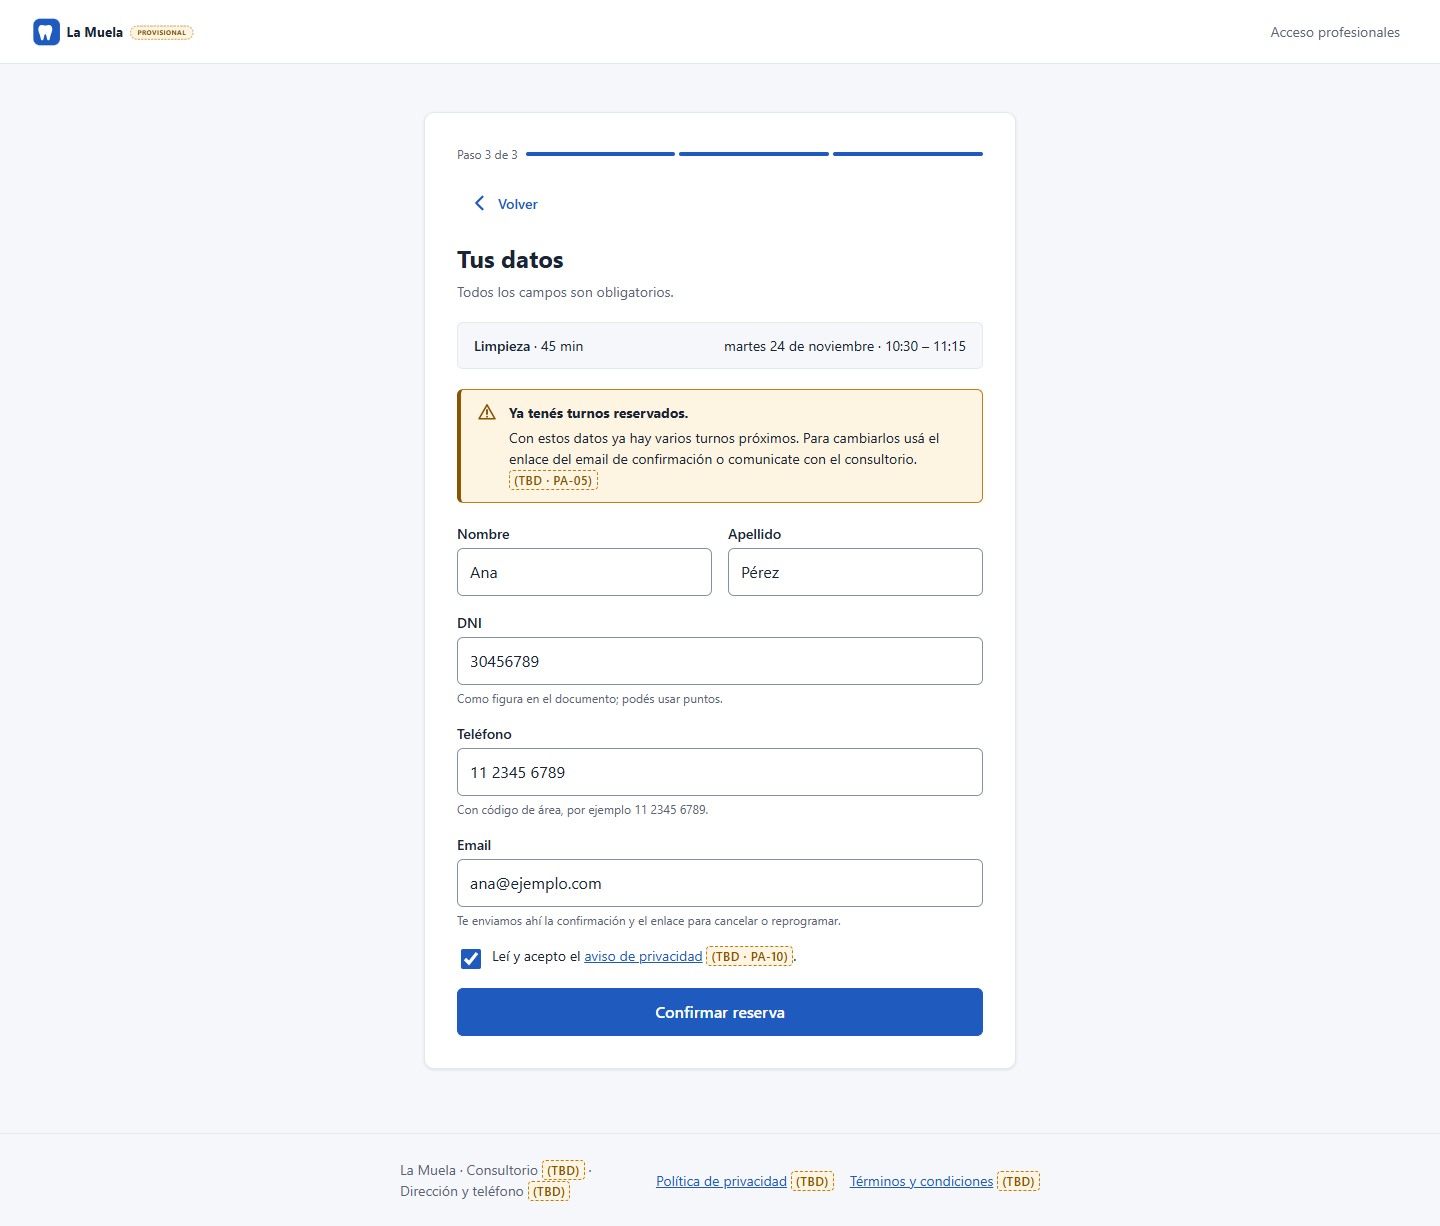 La Muela PROVISIONAL
Acceso profesionales
Paso 3 de 3
Volver
Tus datos
Todos los campos son obligatorios.
Limpieza · 45 min
martes 24 de noviembre · 10:30 – 11:15
Ya tenés turnos reservados.
Con estos datos ya hay varios turnos próximos. Para cambiarlos usá el
enlace del email de confirmación o comunicate con el consultorio.
(TBD · PA-05)
Nombre
Apellido
Ana
Pérez
DNI
30456789
Como figura en el documento; podés usar puntos.
Teléfono
11 2345 6789
Con código de área, por ejemplo 11 2345 6789.
Email
ana@ejemplo.com
Te enviamos ahí la confirmación y el enlace para cancelar o reprogramar.
Leí y acepto el aviso de privacidad (TBD · PA-10).
Confirmar reserva
La Muela · Consultorio (TBD) ·
Dirección y teléfono (TBD)
Política de privacidad (TBD)
Términos y condiciones (TBD)